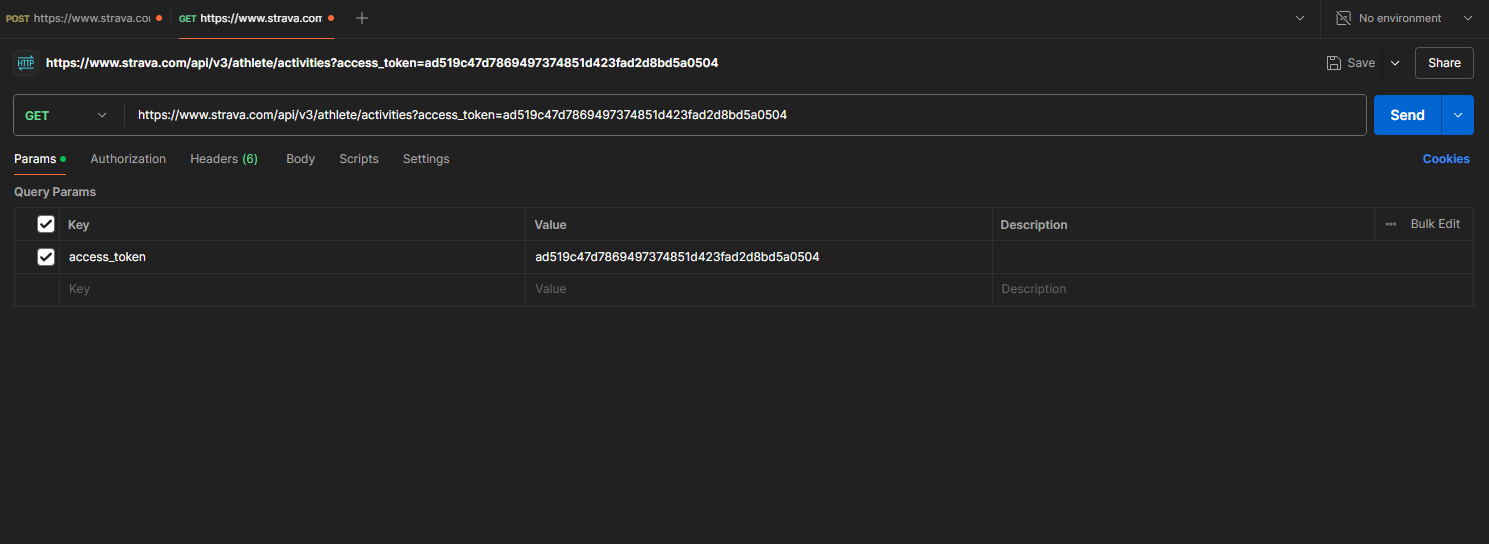 POST https://www.strava.co
GET https://www.strava.com
No environment
HTTP https://www.strava.com/api/v3/athlete/activities?access_token=ad519c47d7869497374851d423fad2d8bd5a0504
Save
Share
GET
https://www.strava.com/api/v3/athlete/activities?access_token=ad519c47d7869497374851d423fad2d8bd5a0504
Send
Params Authorization Headers (6) Body Scripts Settings Cookies
Query Params
Key Value Description Bulk Edit
access_token ad519c47d7869497374851d423fad2d8bd5a0504
Key Value Description